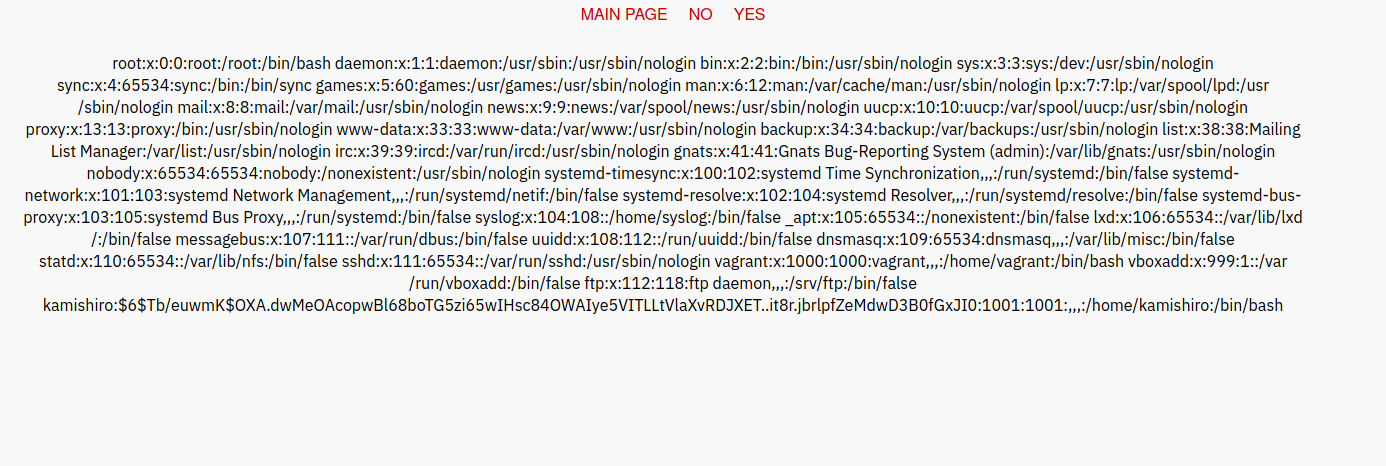 MAIN PAGE NO YES
root:x:0:0:root:/root:/bin/bash daemon:x:1:1:daemon:/usr/sbin:/usr/sbin/nologin bin:x:2:2:bin:/bin:/usr/sbin/nologin sys:x:3:3:sys:/dev:/usr/sbin/nologin
sync:x:4:65534:sync:/bin:/bin/sync games:x:5:60:games:/usr/games:/usr/sbin/nologin man:x:6:12:man:/var/cache/man:/usr/sbin/nologin lp:x:7:7:lp:/var/spool/lpd:/usr
/sbin/nologin mail:x:8:8:mail:/var/mail:/usr/sbin/nologin news:x:9:9:news:/var/spool/news:/usr/sbin/nologin uucp:x:10:10:uucp:/var/spool/uucp:/usr/sbin/nologin
proxy:x:13:13:proxy:/bin:/usr/sbin/nologin www-data:x:33:33:www-data:/var/www:/usr/sbin/nologin backup:x:34:34:backup:/var/backups:/usr/sbin/nologin list:x:38:38:Mailing
List Manager:/var/list:/usr/sbin/nologin irc:x:39:39:ircd:/var/run/ircd:/usr/sbin/nologin gnats:x:41:41:Gnats Bug-Reporting System (admin):/var/lib/gnats:/usr/sbin/nologin
nobody:x:65534:65534:nobody:/nonexistent:/usr/sbin/nologin systemd-timesync:x:100:102:systemd Time Synchronization,,,:/run/systemd:/bin/false systemd-
network:x:101:103:systemd Network Management,,,:/run/systemd/netif:/bin/false systemd-resolve:x:102:104:systemd Resolver,,,:/run/systemd/resolve:/bin/false systemd-bus-
proxy:x:103:105:systemd Bus Proxy,,,:/run/systemd:/bin/false syslog:x:104:108::/home/syslog:/bin/false _apt:x:105:65534::/nonexistent:/bin/false lxd:x:106:65534::/var/lib/lxd
/:/bin/false messagebus:x:107:111::/var/run/dbus:/bin/false uuidd:x:108:112::/run/uuidd:/bin/false dnsmasq:x:109:65534:dnsmasq,,,:/var/lib/misc:/bin/false
statd:x:110:65534::/var/lib/nfs:/bin/false sshd:x:111:65534::/var/run/sshd:/usr/sbin/nologin vagrant:x:1000:1000:vagrant,,,:/home/vagrant:/bin/bash vboxadd:x:999:1::/var
/run/vboxadd:/bin/false ftp:x:112:118:ftp daemon,,,:/srv/ftp:/bin/false
kamishiro:$6$Tb/euwmK$OXA.dwMeOAcopwBl68boTG5zi65wIHsc84OWAIye5VITLLtVlaXvRDJXET..it8r.jbrlpfZeMdwD3B0fGxJI0:1001:1001:,,,:/home/kamishiro:/bin/bash